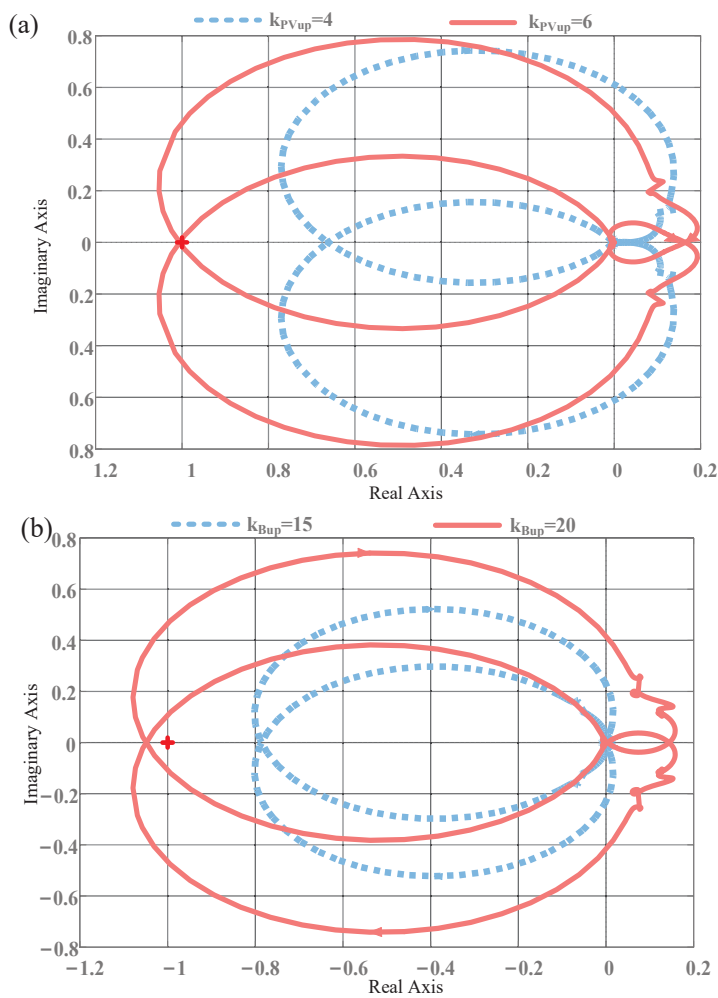 (a)
k_PVup=4 k_PVup=6
0.8
0.6
0.4
0.2
0
0.2
0.4
0.6
0.8
Imaginary Axis
1.2 1 0.8 0.6 0.4 0.2 0 0.2
Real Axis
(b)
k_Bup=15 k_Bup=20
0.8
0.6
0.4
0.2
0
−0.2
−0.4
−0.6
−0.8
Imaginary Axis
−1.2 −1 −0.8 −0.6 −0.4 −0.2 0 0.2
Real Axis